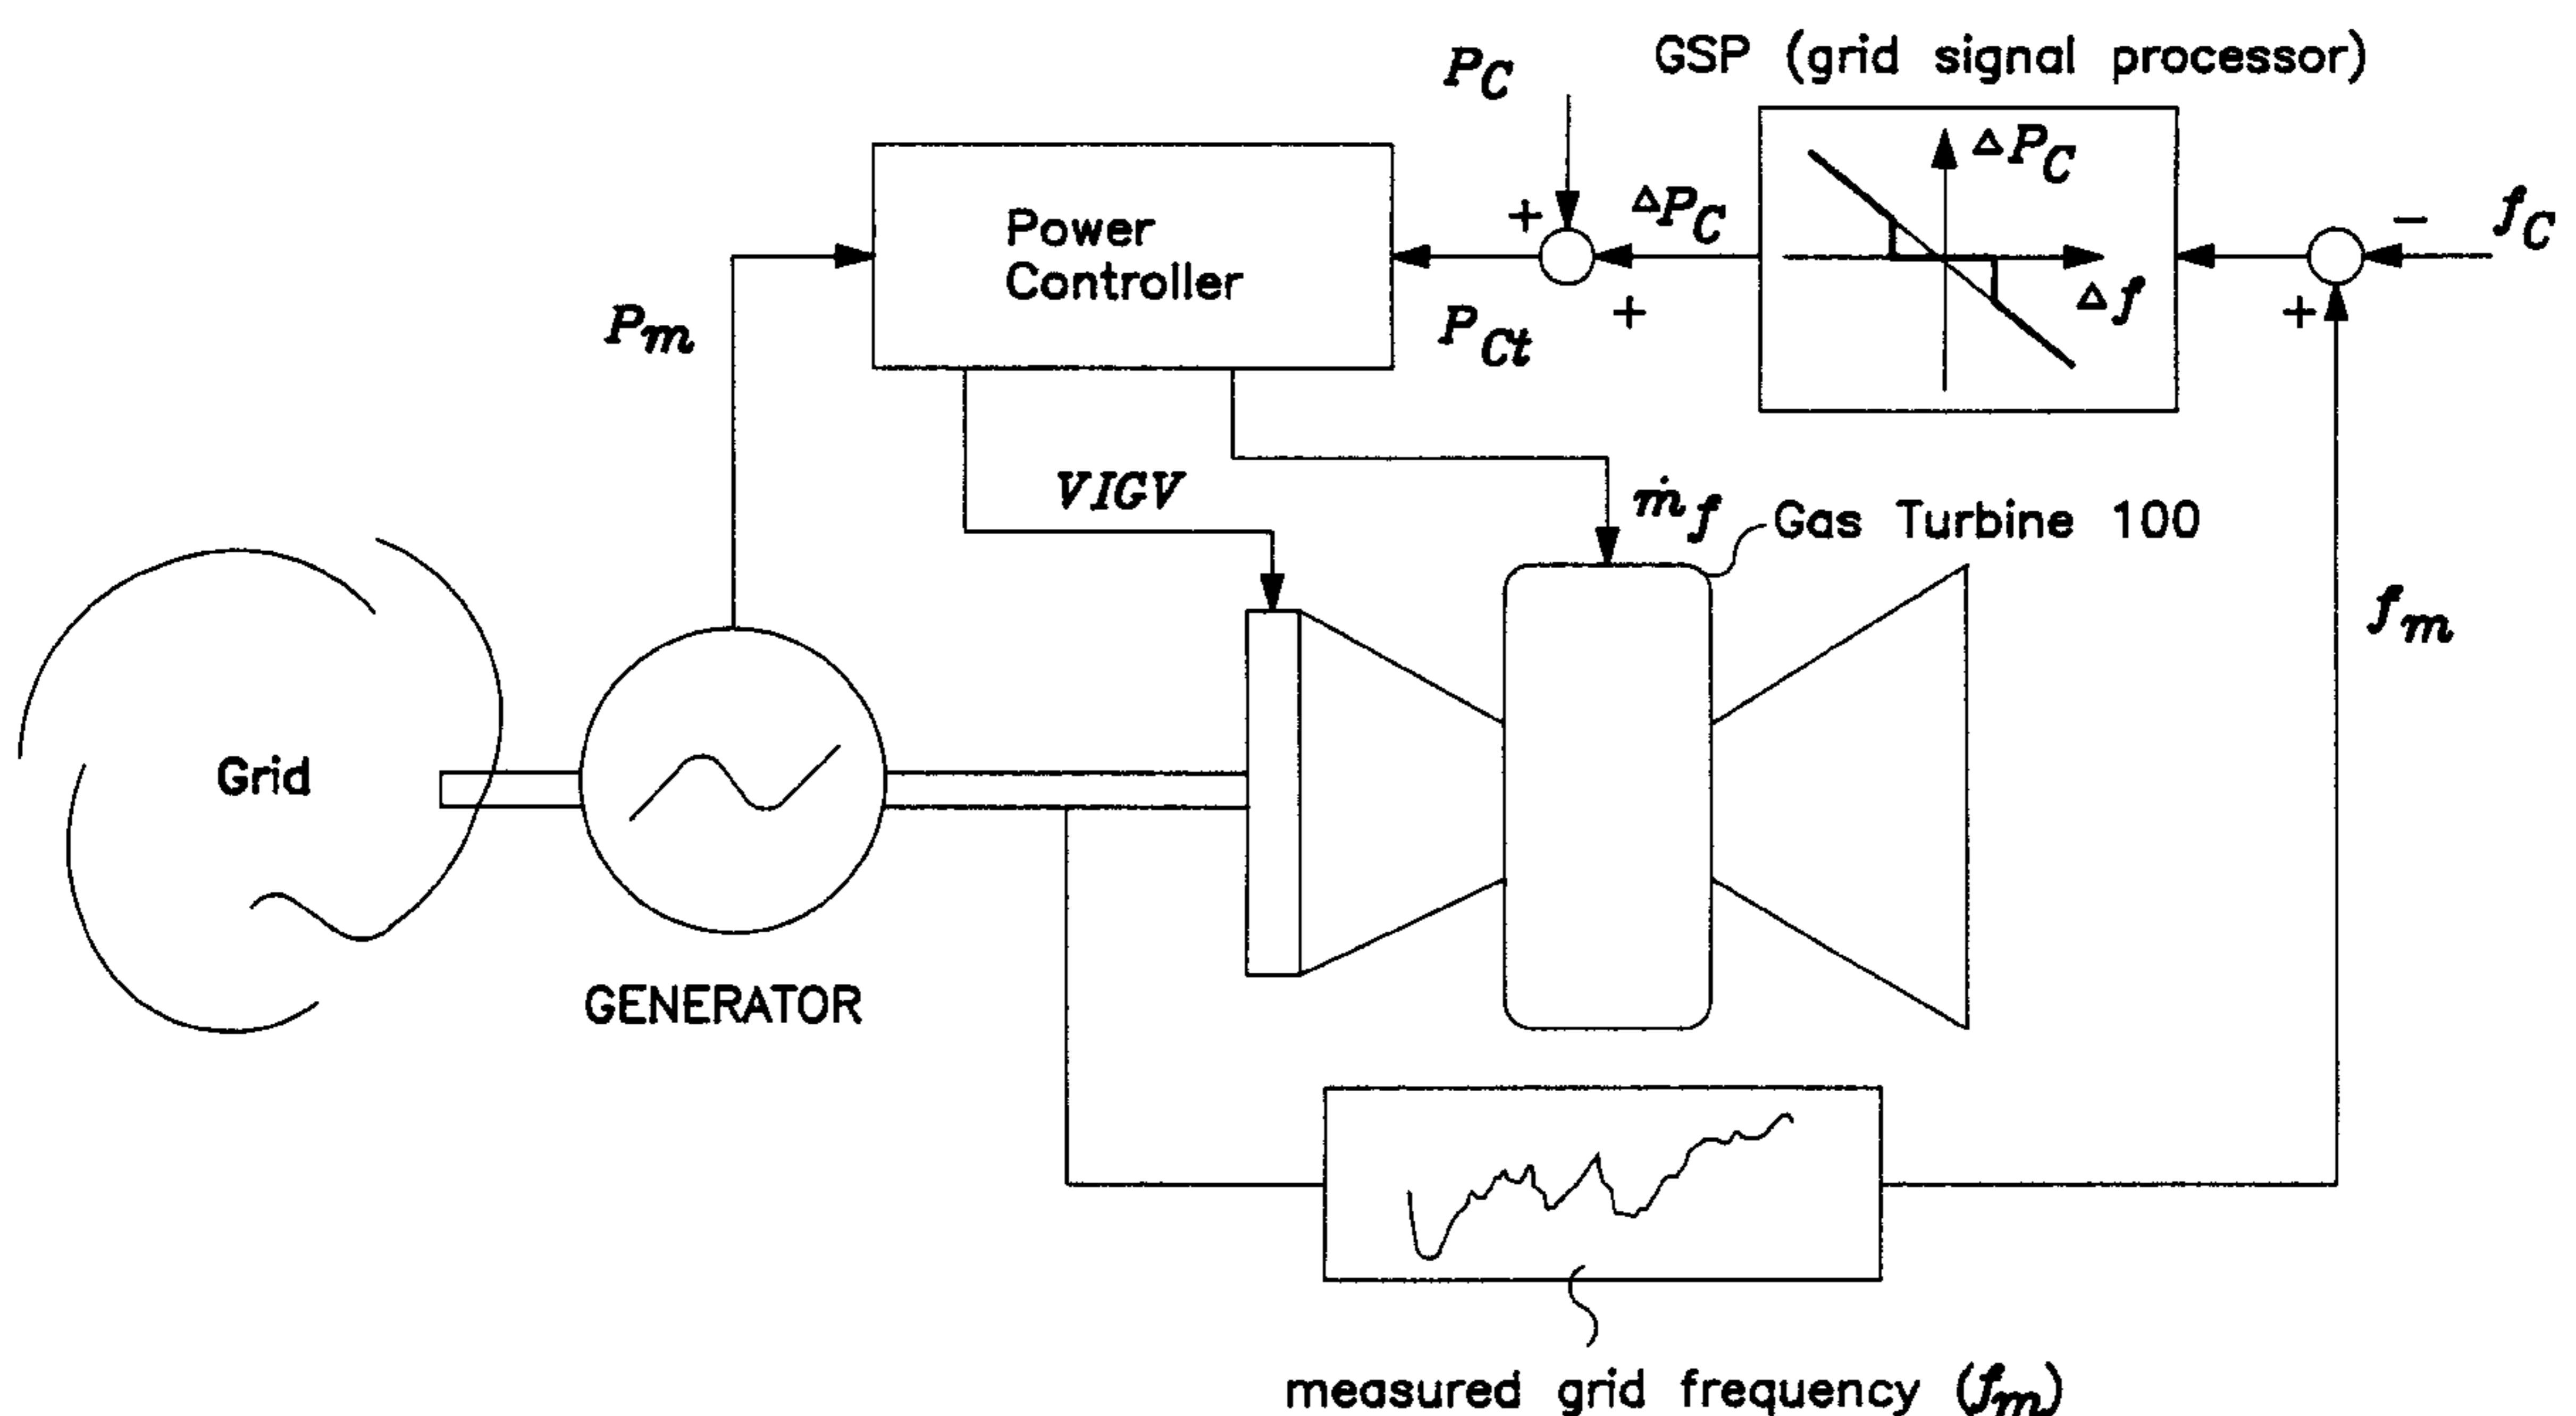 GSP (grid signal processor)
P_C
ΔP_C
Δf
Power
Controller
+
ΔP_C
+
P_Ct
−
f_C
+
P_m
VIGV
ṁ_f
Gas Turbine 100
f_m
Grid
GENERATOR
measured grid frequency (f_m)